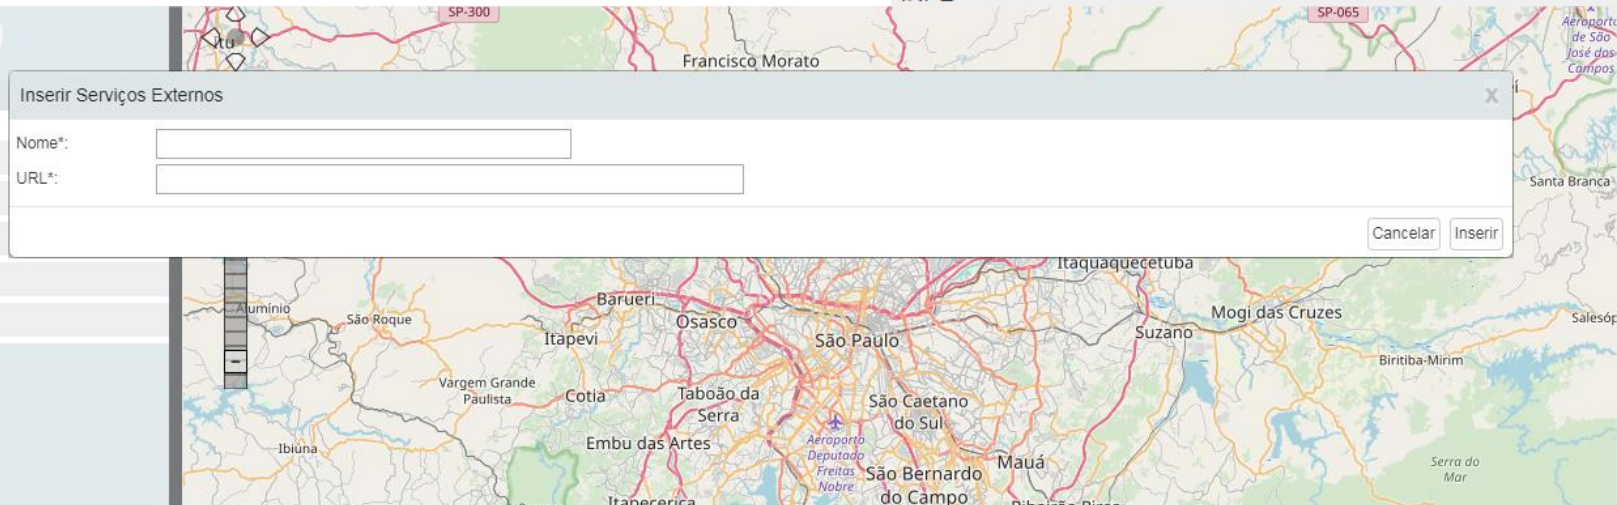 SP-300
SP-065
Aeroporto
de São
José dos
Campos
Itu
Francisco Morato
Inserir Serviços Externos
X
Nome*:
URL*:
Santa Branca
Cancelar
Inserir
Itaquaquecetuba
Alumínio
São Roque
Barueri
Osasco
Itapevi
São Paulo
Suzano
Mogi das Cruzes
Biritiba-Mirim
Vargem Grande
Paulista
Cotia
Taboão da
Serra
São Caetano
do Sul
Ibiúna
Embu das Artes
Aeroporto
Deputado
Freitas
Nobre
São Bernardo
do Campo
Mauá
Serra do
Mar
Itapecerica